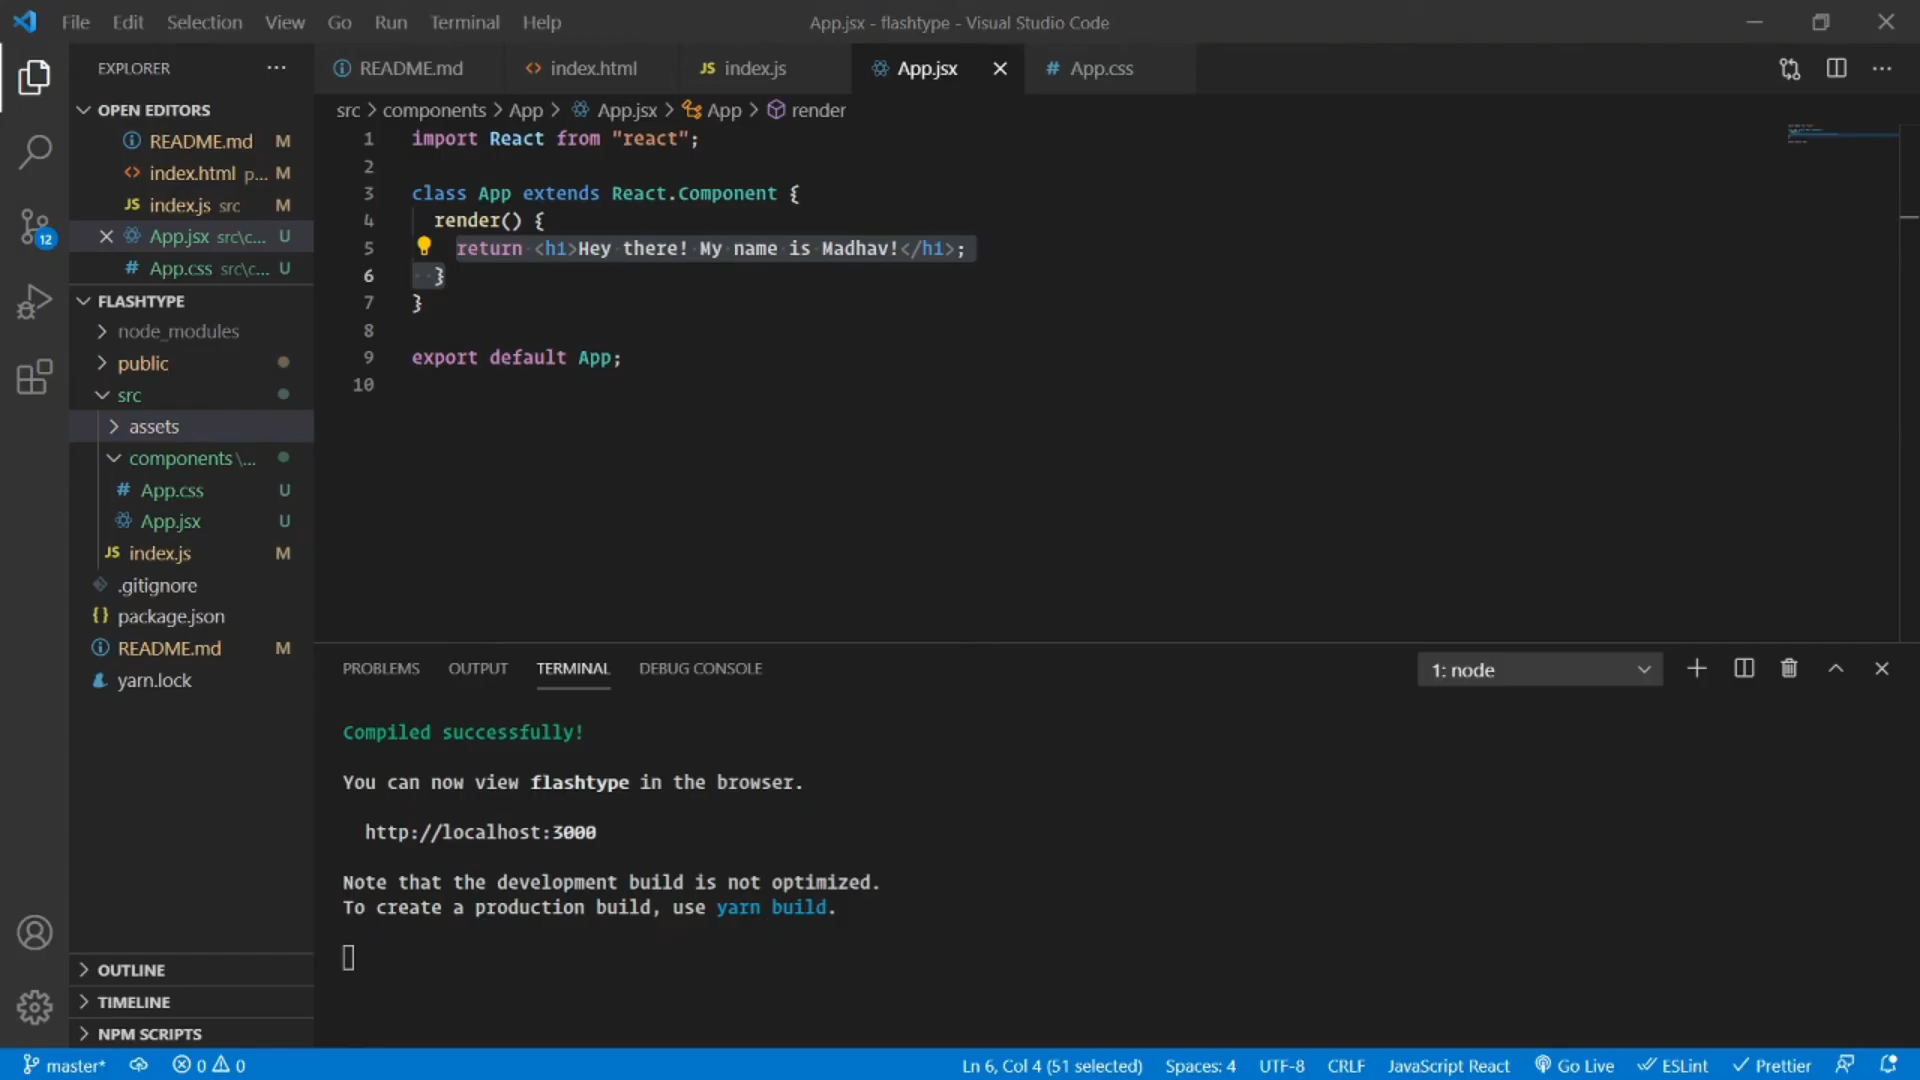 File Edit Selection View Go Run Terminal Help
App.jsx - flashtype - Visual Studio Code
EXPLORER
OPEN EDITORS
README.md M
index.html p... M
JS index.js src M
App.jsx src\c... U
# App.css src\c... U
FLASHTYPE
node_modules
public
src
assets
components\...
# App.css U
App.jsx U
JS index.js M
.gitignore
{} package.json
README.md M
yarn.lock
OUTLINE
TIMELINE
NPM SCRIPTS
12
README.md
<> index.html
JS index.js
App.jsx
# App.css
src > components > App > App.jsx > App > render
1 import React from "react";
2
3 class App extends React.Component {
4 render() {
5 return <h1>Hey there! My name is Madhav!</h1>;
6 }
7 }
8
9 export default App;
10
PROBLEMS OUTPUT TERMINAL DEBUG CONSOLE
1: node
Compiled successfully!
You can now view flashtype in the browser.
http://localhost:3000
Note that the development build is not optimized.
To create a production build, use yarn build.
master* 0 0
Ln 6, Col 4 (51 selected) Spaces: 4 UTF-8 CRLF JavaScript React Go Live ESLint Prettier